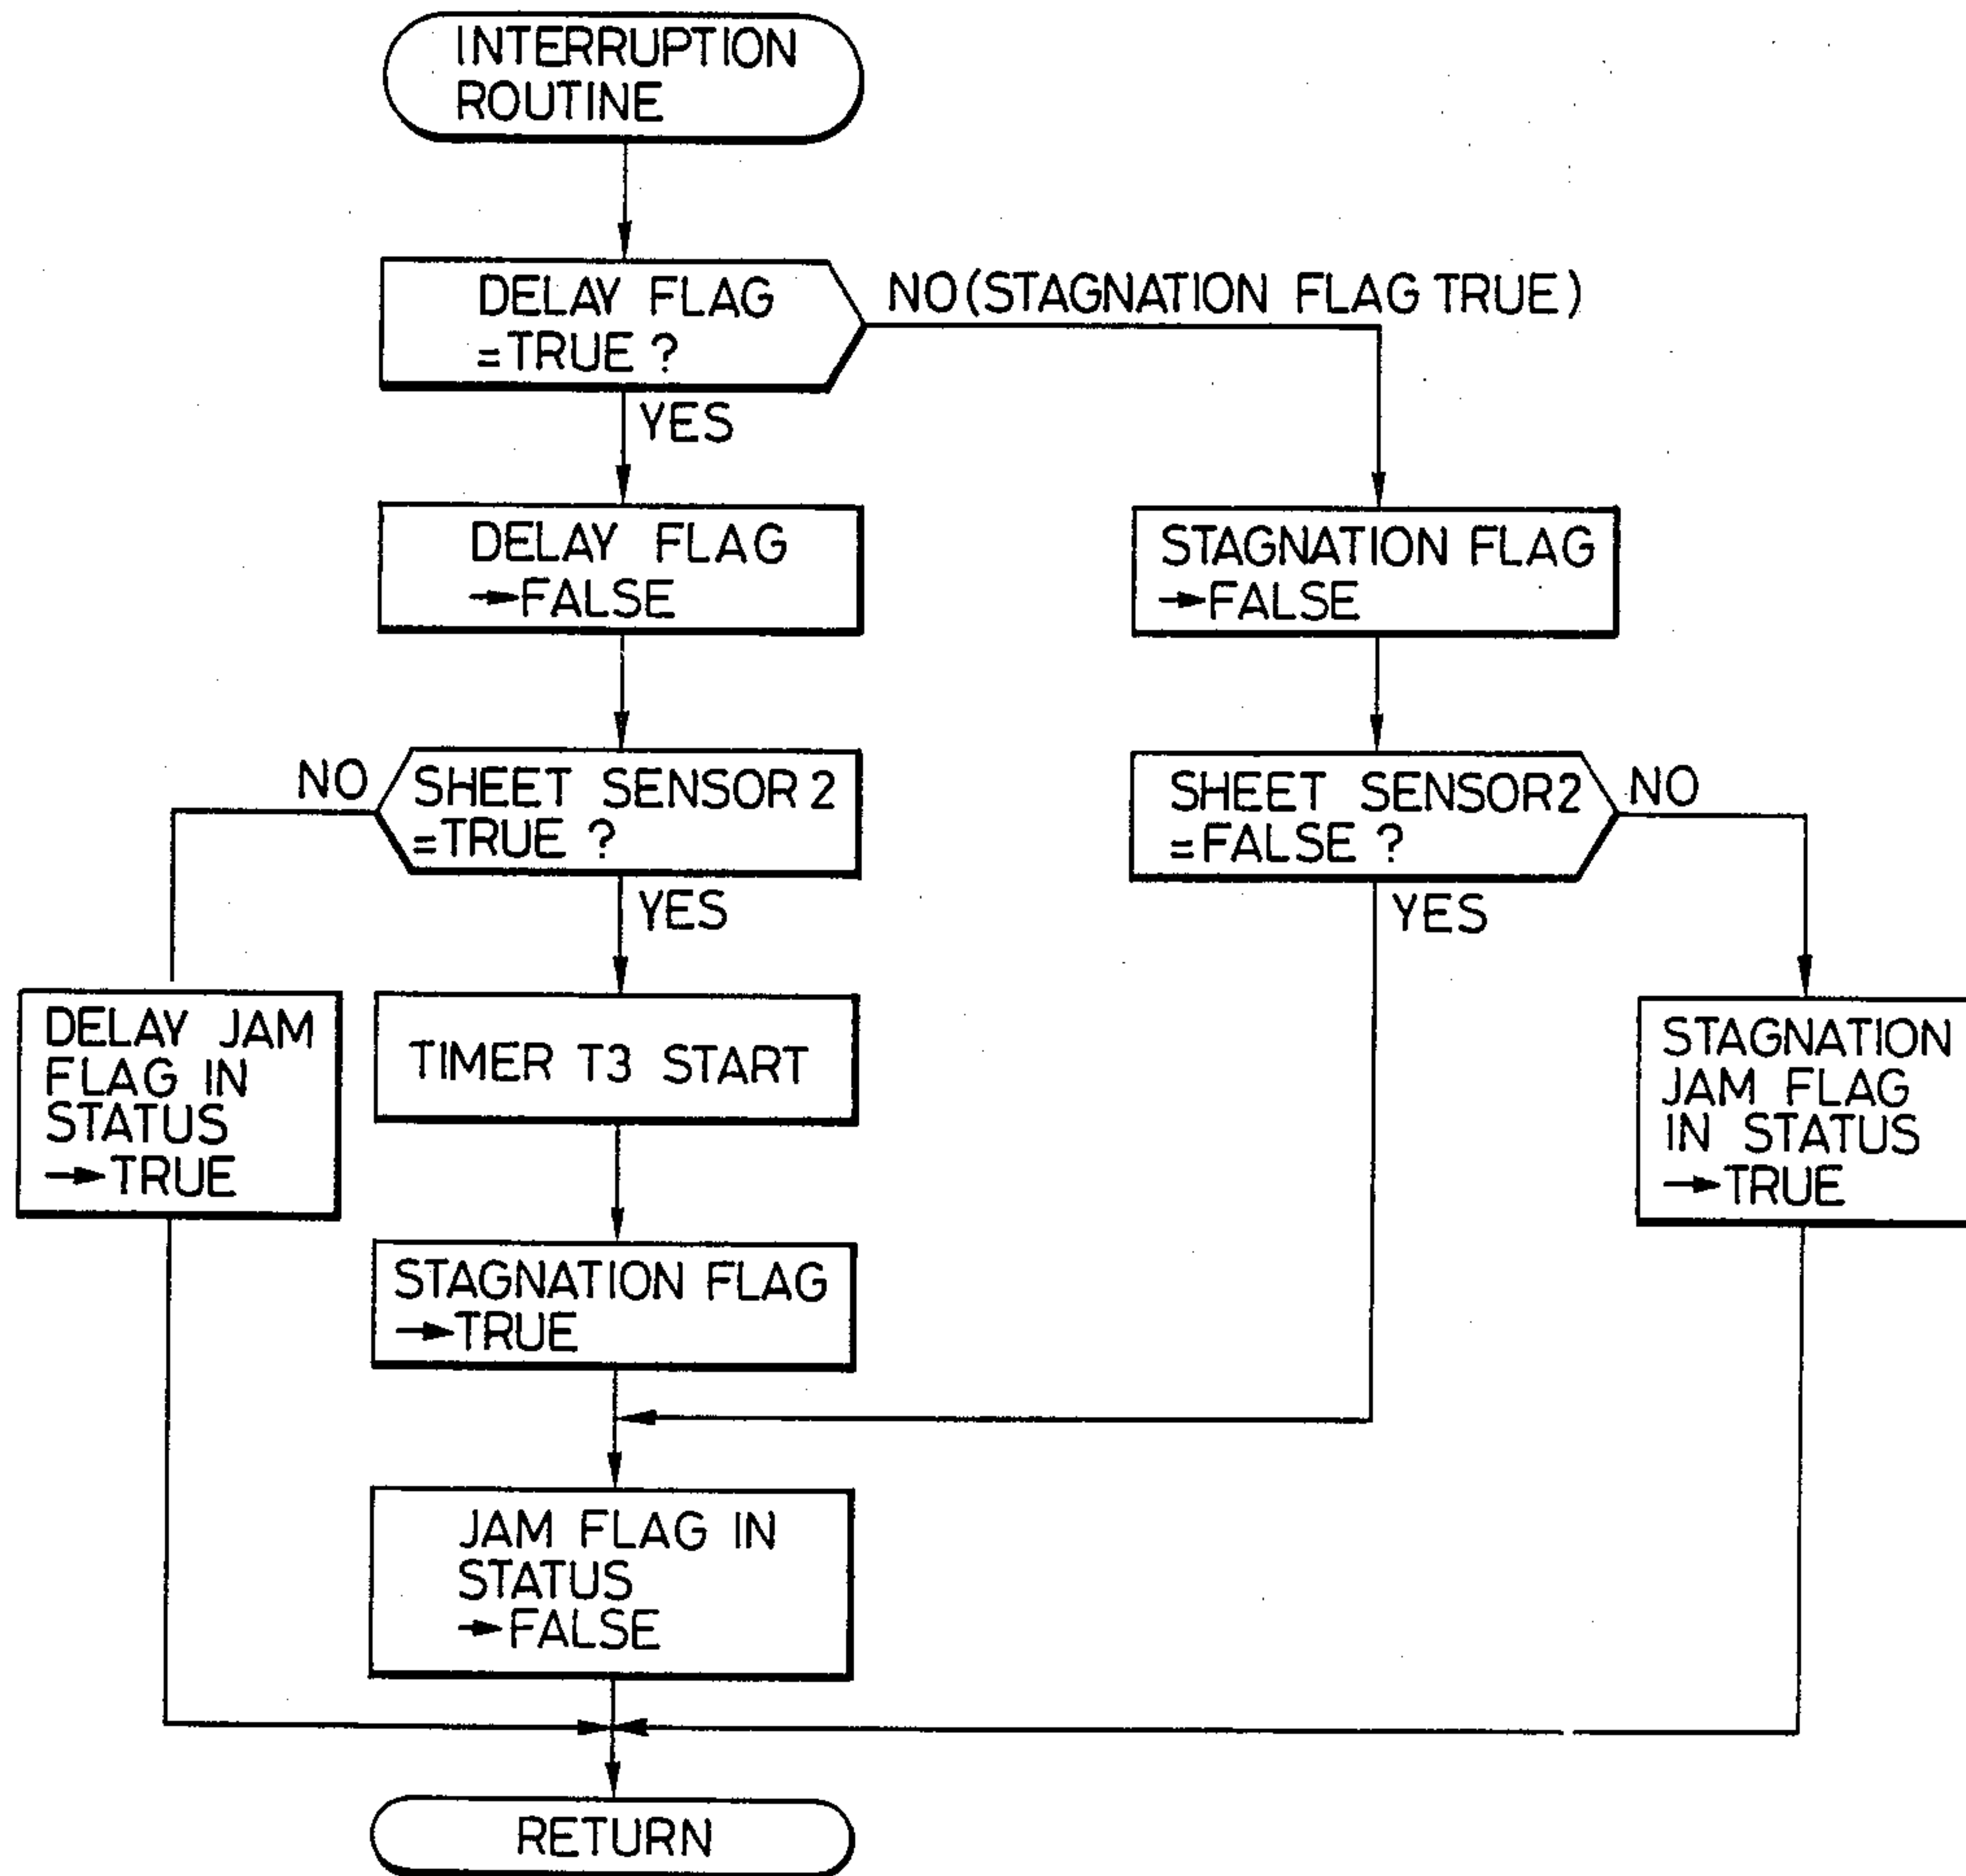 INTERRUPTION
ROUTINE
DELAY FLAG
=TRUE ?
NO (STAGNATION FLAG TRUE)
YES
DELAY FLAG
→FALSE
STAGNATION FLAG
→FALSE
NO
SHEET SENSOR 2
=TRUE ?
YES
SHEET SENSOR2
=FALSE ?
NO
YES
DELAY JAM
FLAG IN
STATUS
→TRUE
TIMER T3 START
STAGNATION
JAM FLAG
IN STATUS
→TRUE
STAGNATION FLAG
→TRUE
JAM FLAG IN
STATUS
→FALSE
RETURN